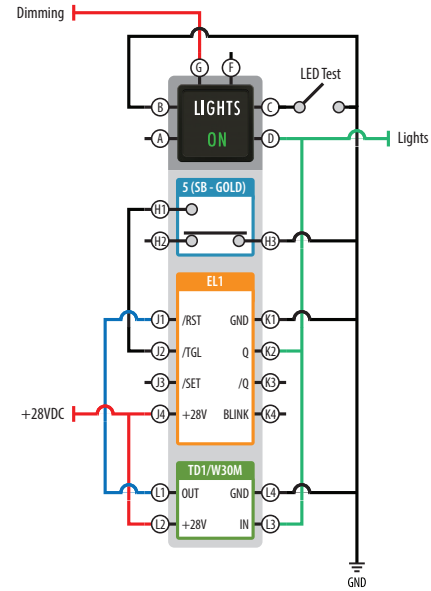 Dimming
G F
LED Test
B LIGHTS C
A ON D
Lights
5 (SB - GOLD)
H1
H2 H3
EL1
J1 /RST GND K1
J2 /TGL Q K2
J3 /SET /Q K3
+28VDC J4 +28V BLINK K4
TD1/W30M
L1 OUT GND L4
L2 +28V IN L3
GND